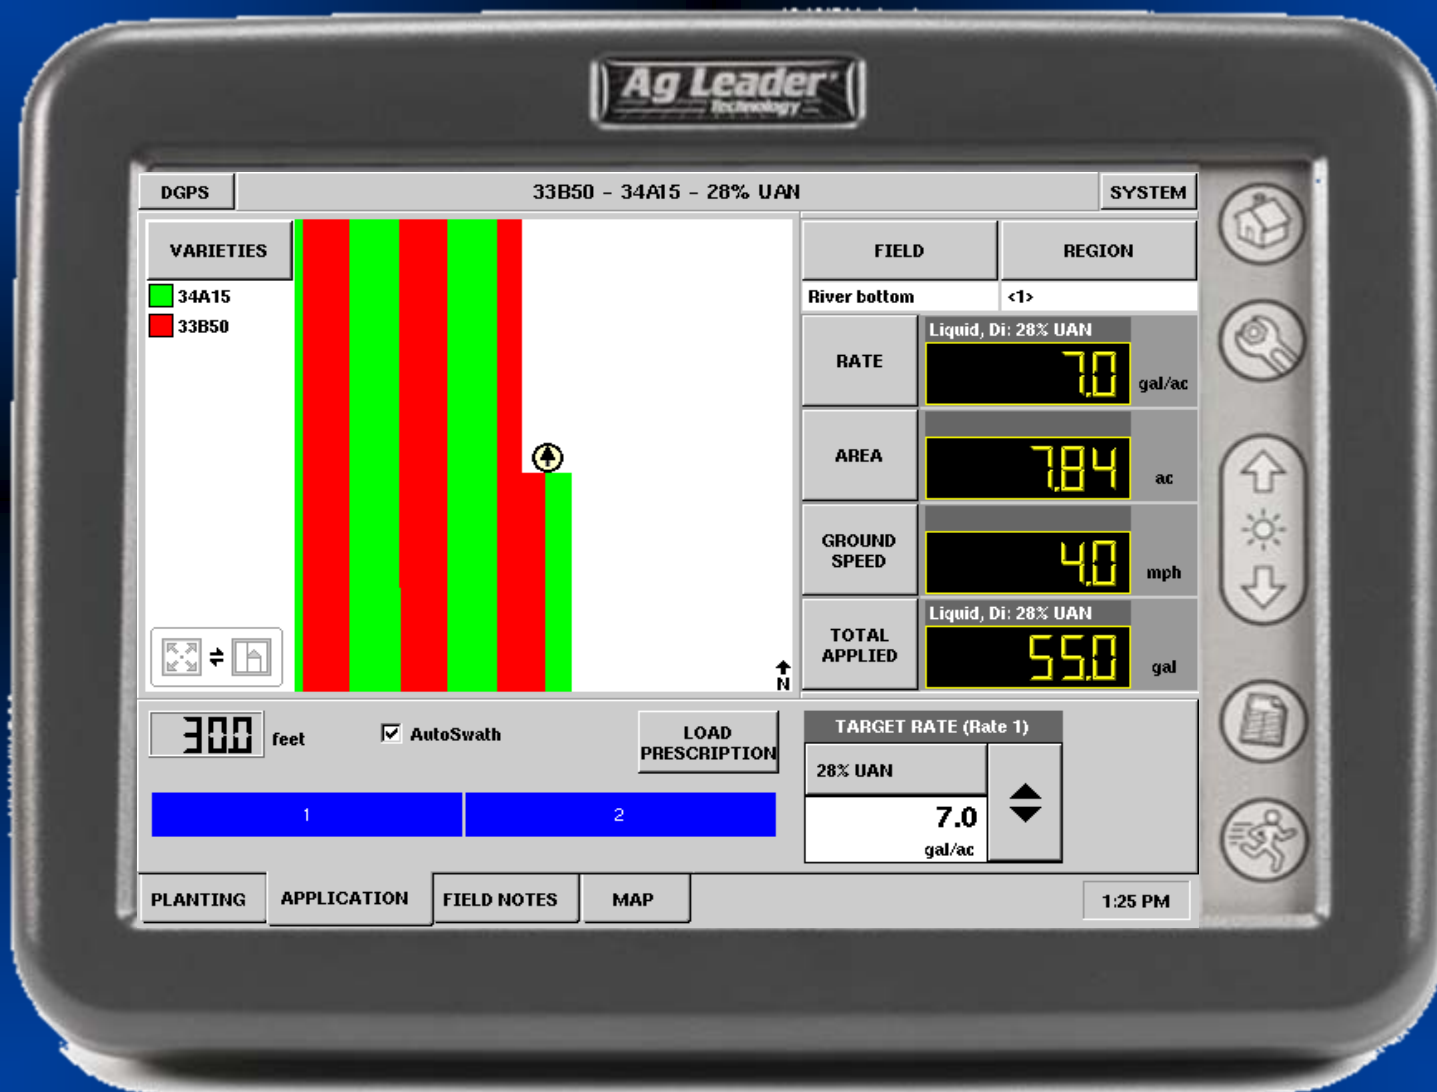 Ag Leader
Technology
DGPS
33B50 - 34A15 - 28% UAN
SYSTEM
VARIETIES
34A15
33B50
N
FIELD
REGION
River bottom
<1>
RATE
Liquid, Di: 28% UAN
7.0
gal/ac
AREA
7.84
ac
GROUND
SPEED
4.0
mph
TOTAL
APPLIED
Liquid, Di: 28% UAN
55.0
gal
30.0 feet
AutoSwath
LOAD
PRESCRIPTION
1
2
TARGET RATE (Rate 1)
28% UAN
7.0
gal/ac
PLANTING
APPLICATION
FIELD NOTES
MAP
1:25 PM